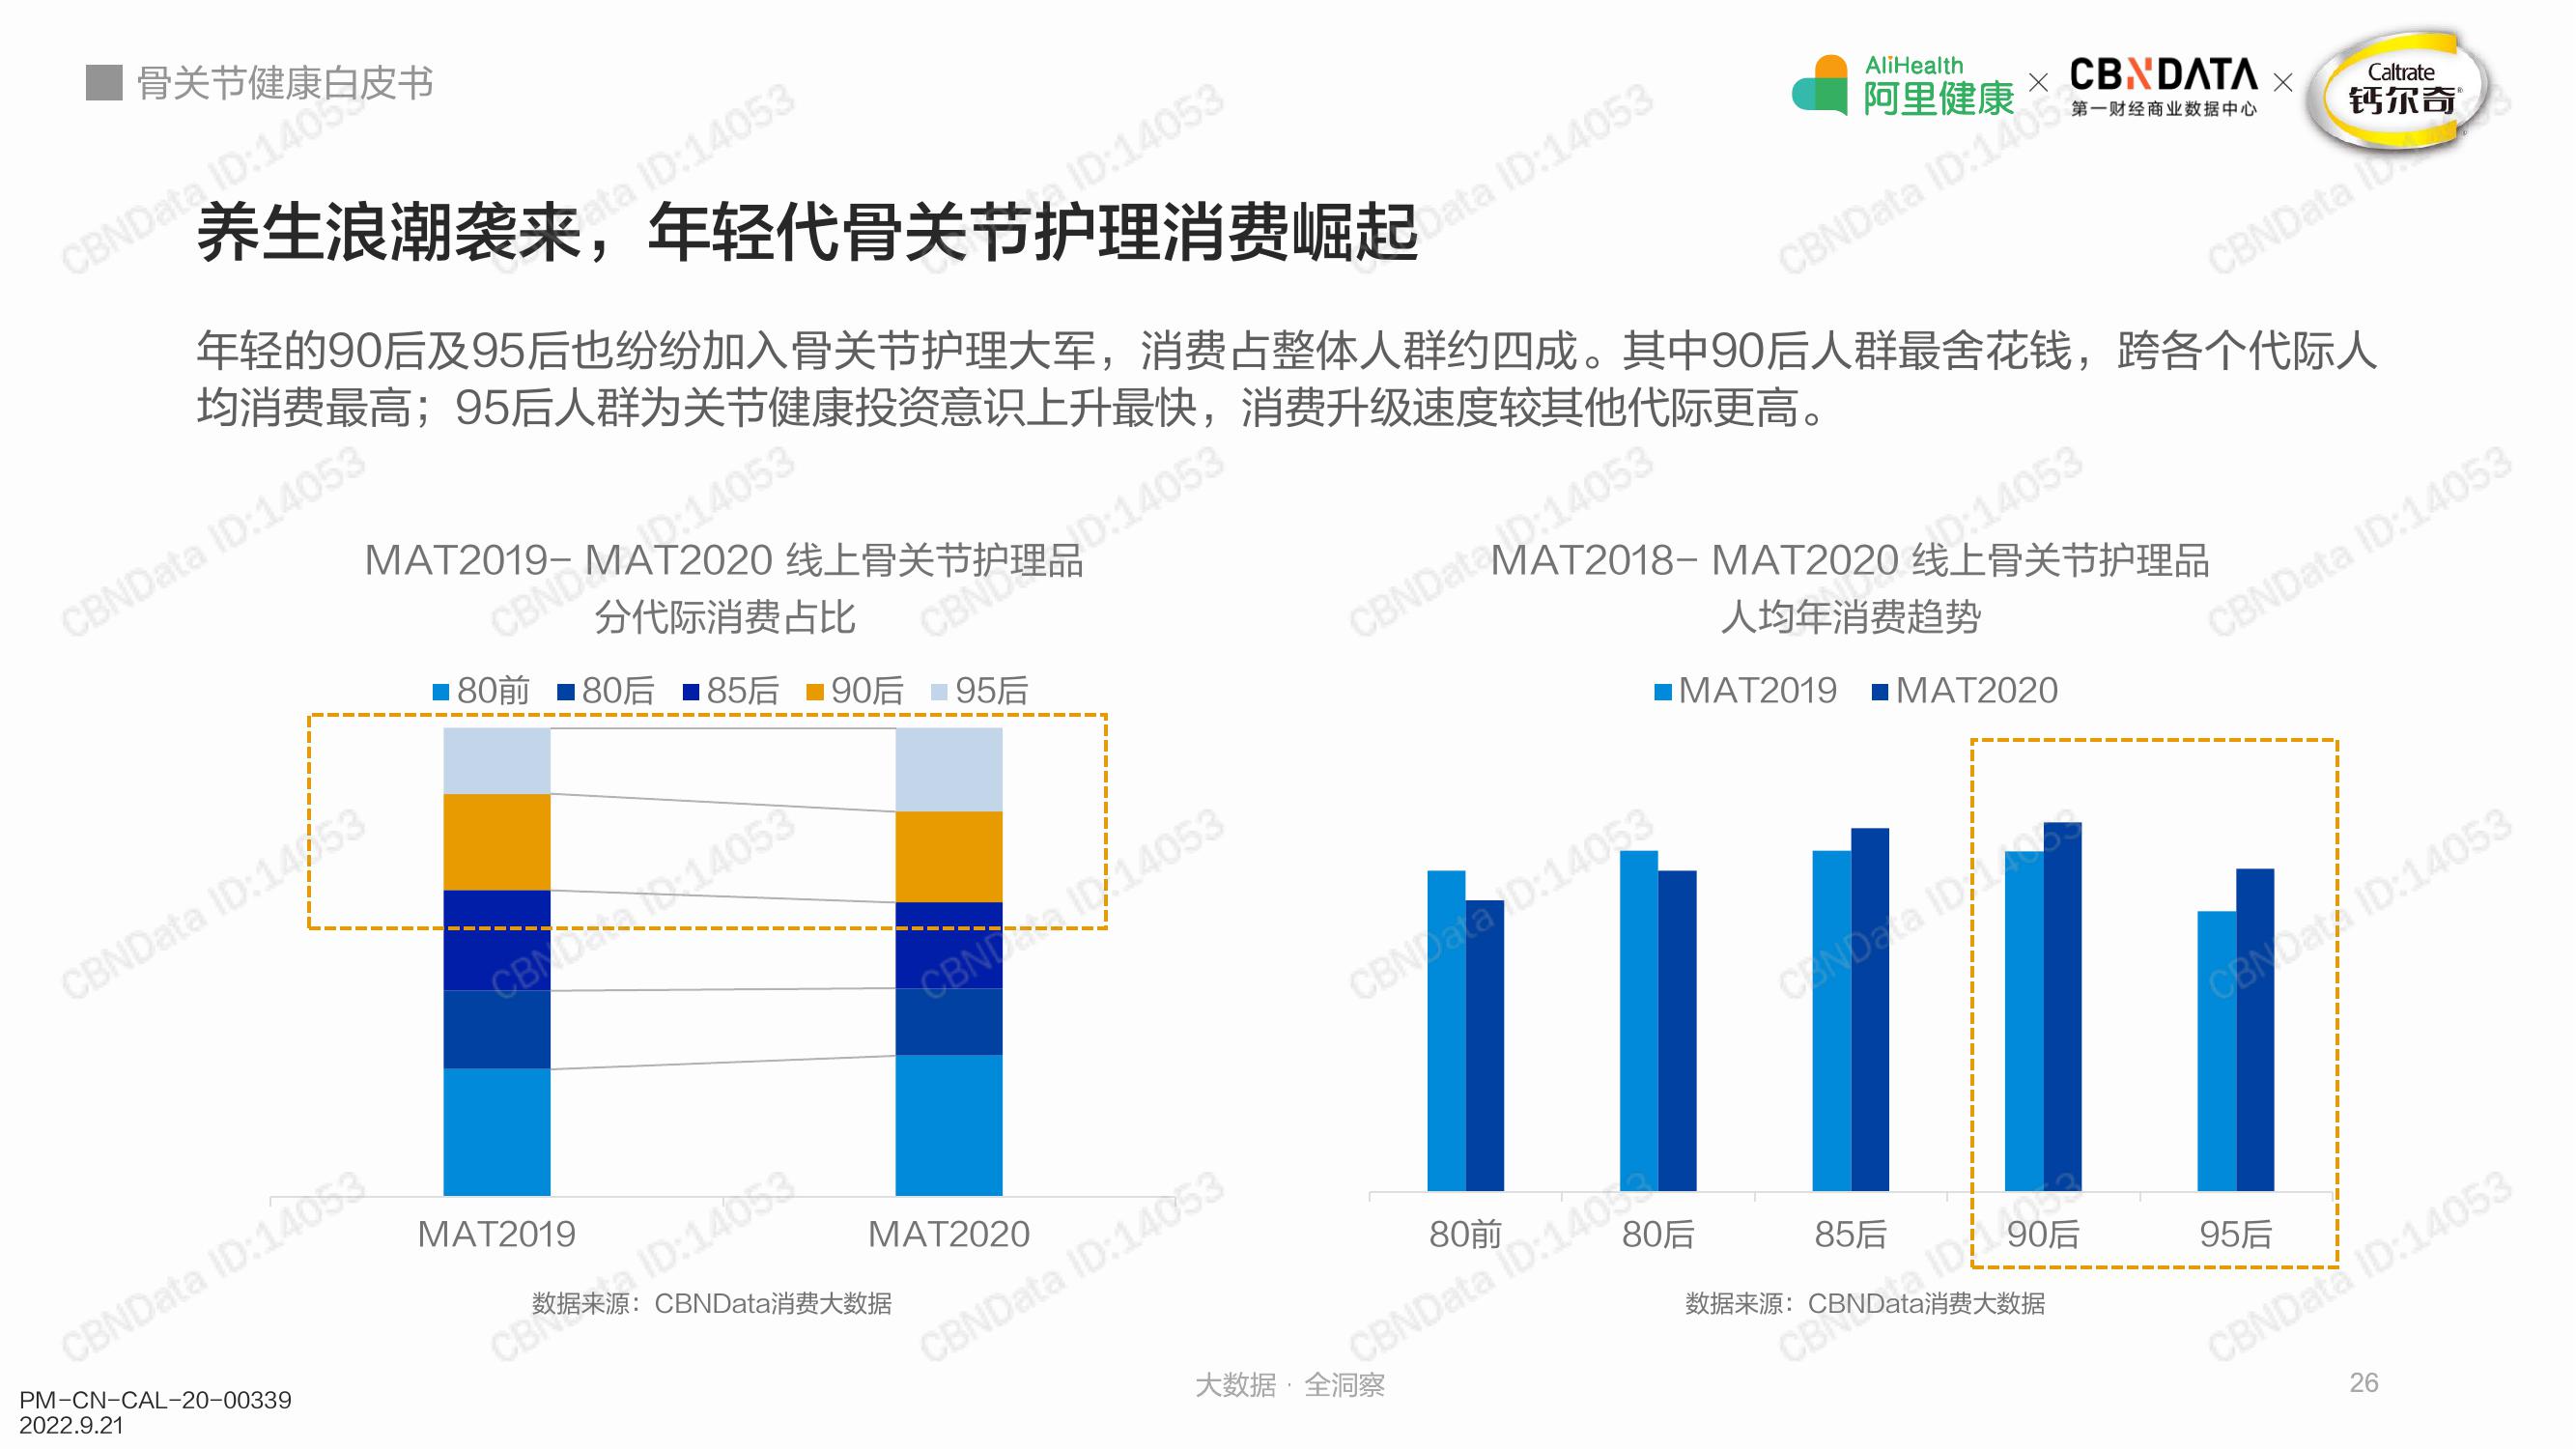 骨关节健康白皮书
AliHealth
阿里健康
×
CBNDATA
第一财经商业数据中心
×
Caltrate
钙尔奇®
养生浪潮袭来，年轻代骨关节护理消费崛起
年轻的90后及95后也纷纷加入骨关节护理大军，消费占整体人群约四成。其中90后人群最舍花钱，跨各个代际人
均消费最高；95后人群为关节健康投资意识上升最快，消费升级速度较其他代际更高。
MAT2019- MAT2020 线上骨关节护理品
分代际消费占比
80前 80后 85后 90后 95后
MAT2019 MAT2020
数据来源：CBNData消费大数据
MAT2018- MAT2020 线上骨关节护理品
人均年消费趋势
MAT2019 MAT2020
80前 80后 85后 90后 95后
数据来源：CBNData消费大数据
大数据 · 全洞察
26
PM-CN-CAL-20-00339
2022.9.21
CBNData ID:14053